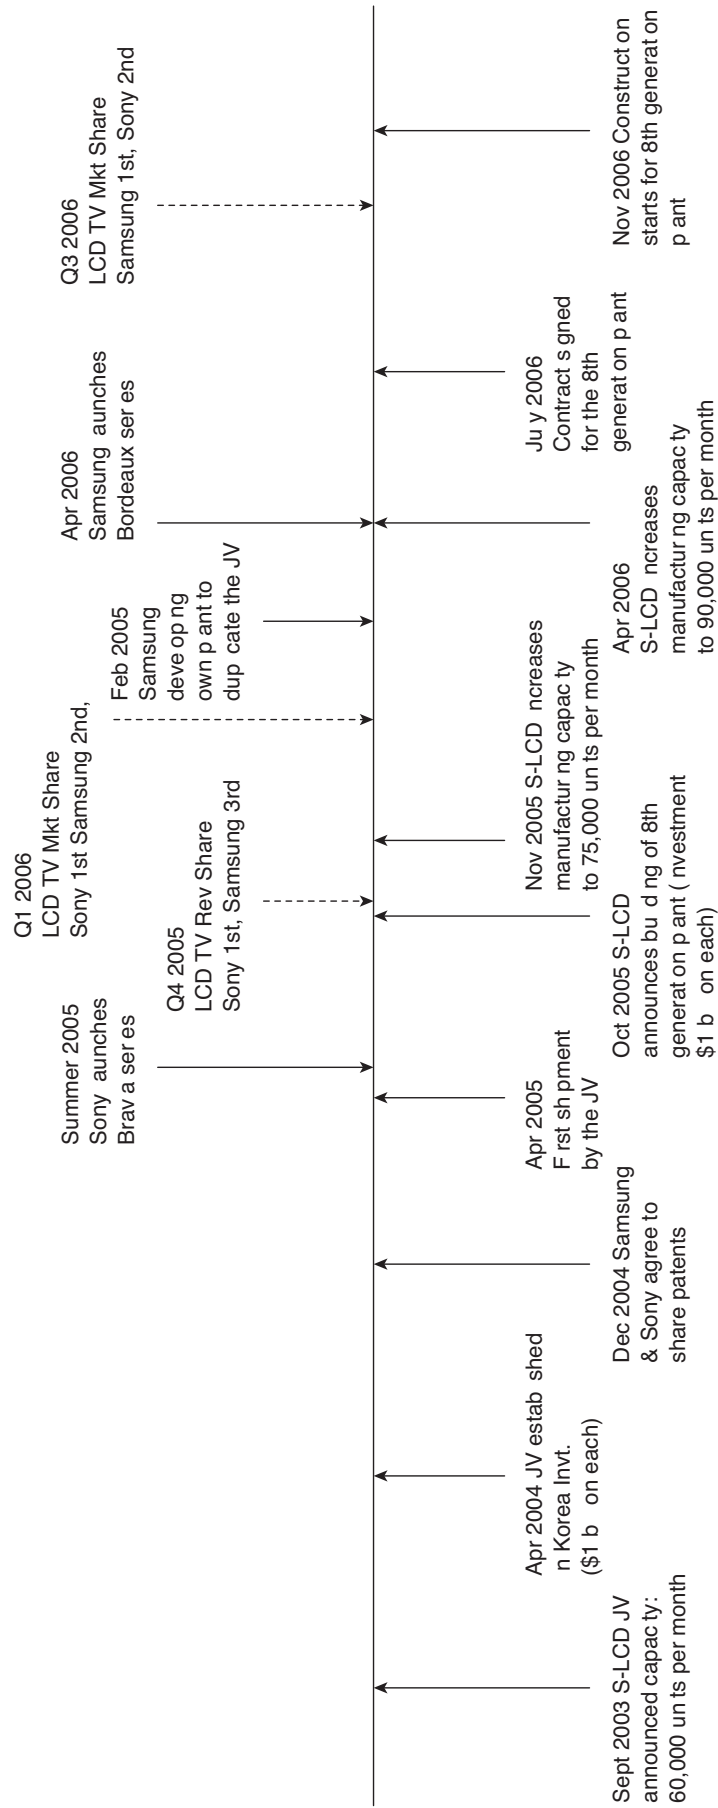 Summer 2005
Sony  aunches
Brav a ser es
Q4 2005
LCD TV Rev Share
Sony 1st, Samsung 3rd
Q1 2006
LCD TV Mkt Share
Sony 1st Samsung 2nd,
Feb 2005
Samsung
deve op ng
own p ant to
dup  cate the JV
Apr 2006
Samsung  aunches
Bordeaux ser es
Q3 2006
LCD TV Mkt Share
Samsung 1st, Sony 2nd
Sept 2003 S-LCD JV
announced capac ty:
60,000 un ts per month
Apr 2004 JV estab  shed
 n Korea Invt.
($1 b   on each)
Dec 2004 Samsung
& Sony agree to
share patents
Apr 2005
F rst sh pment
by the JV
Oct 2005 S-LCD
announces bu  d ng of 8th
generat on p ant ( nvestment
$1 b   on each)
Nov 2005 S-LCD  ncreases
manufactur ng capac ty
to 75,000 un ts per month
Apr 2006
S-LCD  ncreases
manufactur ng capac ty
to 90,000 un ts per month
Ju y 2006
Contract s gned
for the 8th
generat on p ant
Nov 2006 Construct on
starts for 8th generat on
p ant